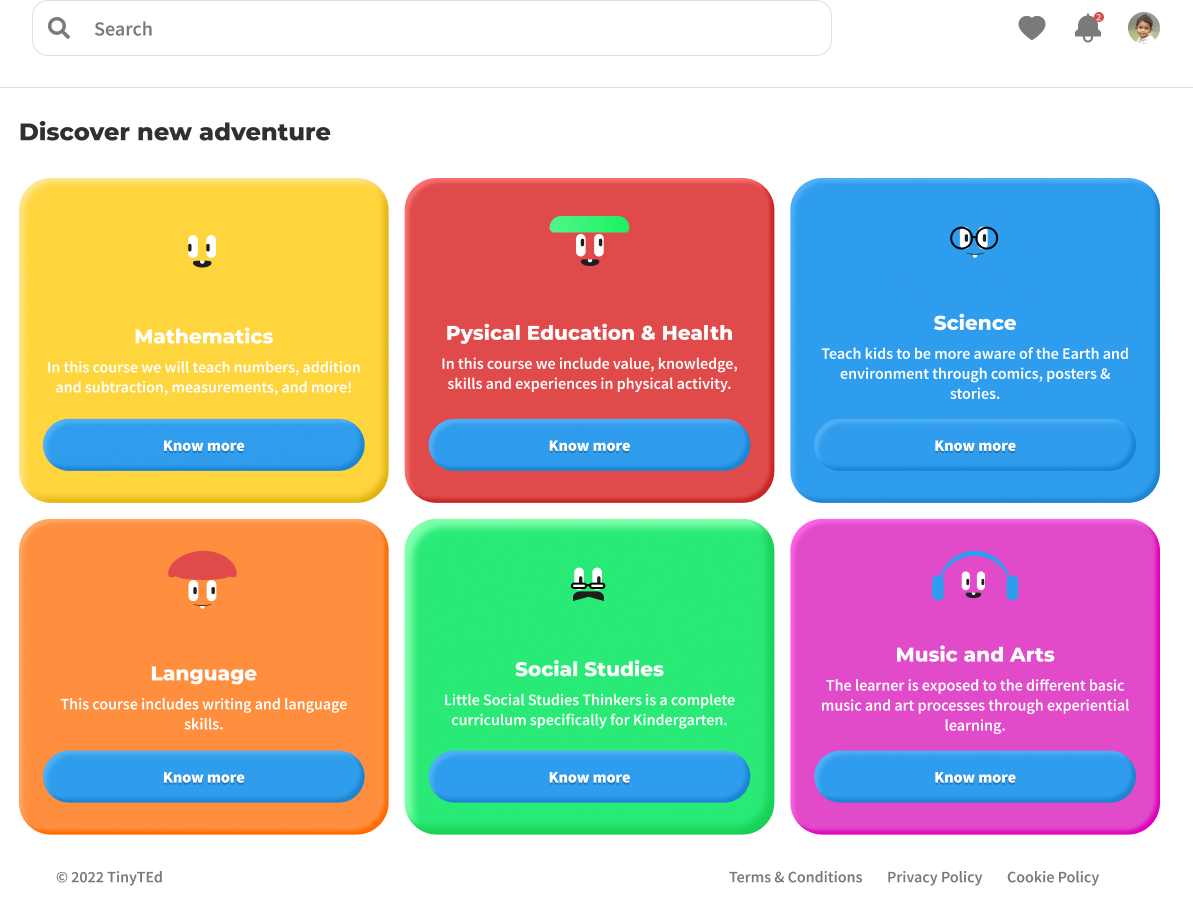 Search
2
Discover new adventure
Mathematics
In this course we will teach numbers, addition
and subtraction, measurements, and more!
Know more
Pysical Education & Health
In this course we include value, knowledge,
skills and experiences in physical activity.
Know more
Science
Teach kids to be more aware of the Earth and
environment through comics, posters &
stories.
Know more
Language
This course includes writing and language
skills.
Know more
Social Studies
Little Social Studies Thinkers is a complete
curriculum specifically for Kindergarten.
Know more
Music and Arts
The learner is exposed to the different basic
music and art processes through experiential
learning.
Know more
© 2022 TinyTEd
Terms & Conditions
Privacy Policy
Cookie Policy